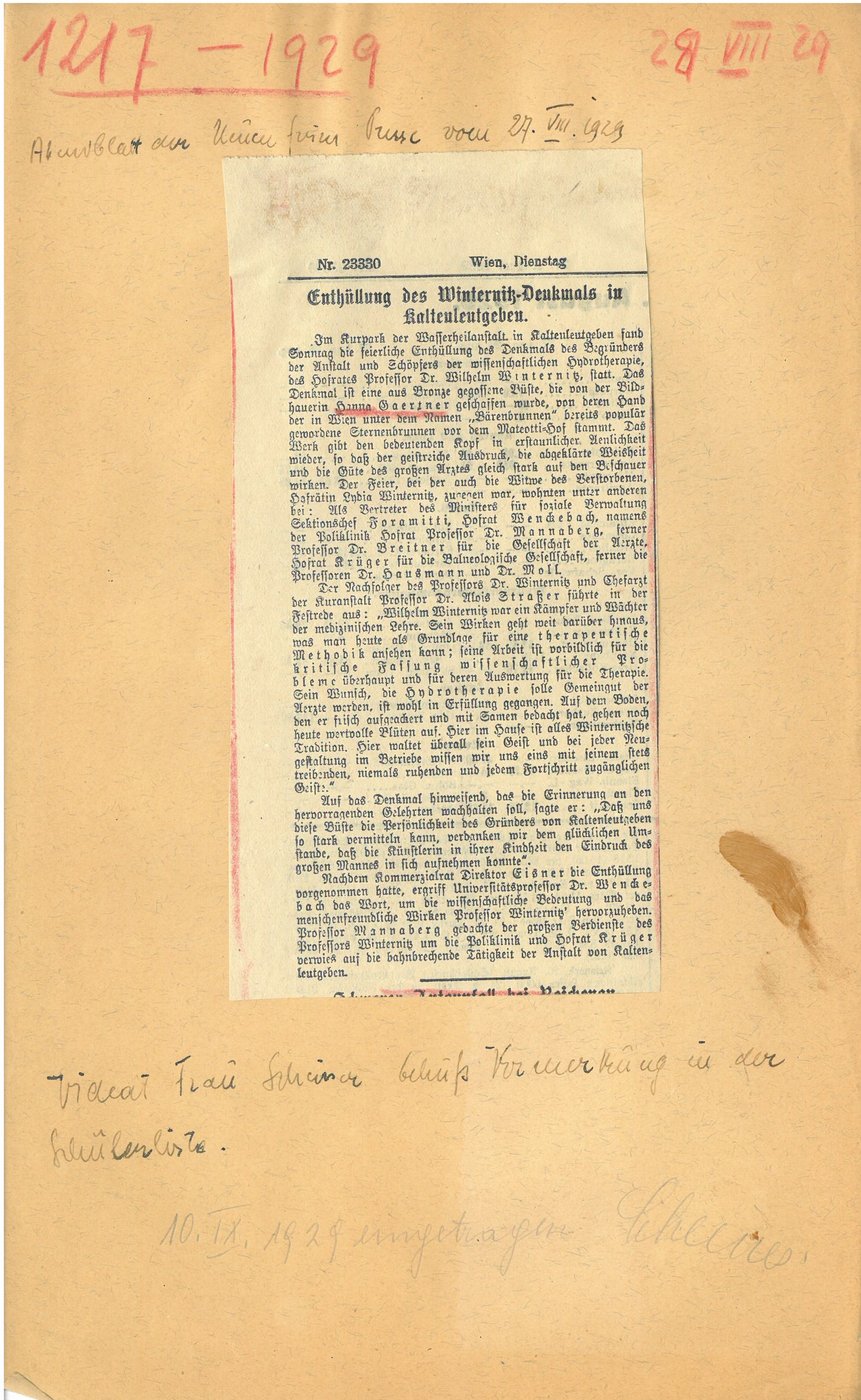 1217 — 1929
28 VIII 29
Abendblatt der Neuen freien Presse vom 27. VIII. 1929
Nr. 23330 Wien, Dienstag
Enthüllung des Winternitz-Denkmals in
Kaltenleutgeben.
Im Kurpark der Wasserheilanstalt in Kaltenleutgeben fand
Sonntag die feierliche Enthüllung des Denkmals des Begründers
der Anstalt und Schöpfers der wissenschaftlichen Hydrotherapie,
des Hofrates Professor Dr. Wilhelm Winternitz, statt. Das
Denkmal ist eine aus Bronze gegossene Büste, die von der Bild-
hauerin Hanna Gaertner geschaffen wurde, von deren Hand
der in Wien unter dem Namen „Bärenbrunnen" bereits populär
gewordene Sternenbrunnen vor dem Mateotti-Hof stammt. Das
Werk gibt den bedeutenden Kopf in erstaunlicher Aenlichkeit
wieder, so daß der geistreiche Ausdruck, die abgeklärte Weisheit
und die Güte des großen Arztes gleich stark auf den Beschauer
wirken. Der Feier, bei der auch die Witwe des Verstorbenen,
Hofrätin Lydia Winternitz, zugegen war, wohnten unter anderen
bei: Als Vertreter des Ministers für soziale Verwaltung
Sektionschef Foramitti, Hofrat Wenckebach, namens
der Poliklinik Hofrat Professor Dr. Mannaberg, ferner
Professor Dr. Breitner für die Gesellschaft der Aerzte,
Hofrat Krüger für die Balneologische Gesellschaft, ferner die
Professoren Dr. Hausmann und Dr. Moll.
Der Nachfolger des Professors Dr. Winternitz und Chefarzt
der Kuranstalt Professor Dr. Alois Straßer führte in der
Festrede aus: „Wilhelm Winternitz war ein Kämpfer und Wächter
der medizinischen Lehre. Sein Wirken geht weit darüber hinaus,
was man heute als Grundlage für eine therapeutische
Methodik ansehen kann; seine Arbeit ist vorbildlich für die
kritische Fassung wissenschaftlicher Pro-
bleme überhaupt und für deren Auswertung für die Therapie.
Sein Wunsch, die Hydrotherapie solle Gemeingut der
Aerzte werden, ist wohl in Erfüllung gegangen. Auf dem Boden,
den er frisch aufgeackert und mit Samen bedacht hat, gehen noch
heute wertvolle Blüten auf. Hier im Hause ist alles Winternitzsche
Tradition. Hier waltet überall sein Geist und bei jeder Neu-
gestaltung im Betriebe wissen wir uns eins mit seinem stets
treibenden, niemals ruhenden und jedem Fortschritt zugänglichen
Geiste."
Auf das Denkmal hinweisend, das die Erinnerung an den
hervorragenden Gelehrten wachhalten soll, sagte er: „Daß uns
diese Büste die Persönlichkeit des Gründers von Kaltenleutgeben
so stark vermitteln kann, verdanken wir dem glücklichen Um-
stande, daß die Künstlerin in ihrer Kindheit den Eindruck des
großen Mannes in sich aufnehmen konnte".
Nachdem Kommerzialrat Direktor Eisner die Enthüllung
vorgenommen hatte, ergriff Universitätsprofessor Dr. Wencke-
bach das Wort, um die wissenschaftliche Bedeutung und das
menschenfreundliche Wirken Professor Winternitz' hervorzuheben.
Professor Mannaberg gedachte der großen Verdienste des
Professors Winternitz um die Poliklinik und Hofrat Krüger
verwies auf die bahnbrechende Tätigkeit der Anstalt von Kalten-
leutgeben.
Schwerer Autounfall bei Reichenau
Videat Frau Scheiner behufs Vormerkung in der
Schülerliste.
10. IX. 1929 eingetragen Scheiner.